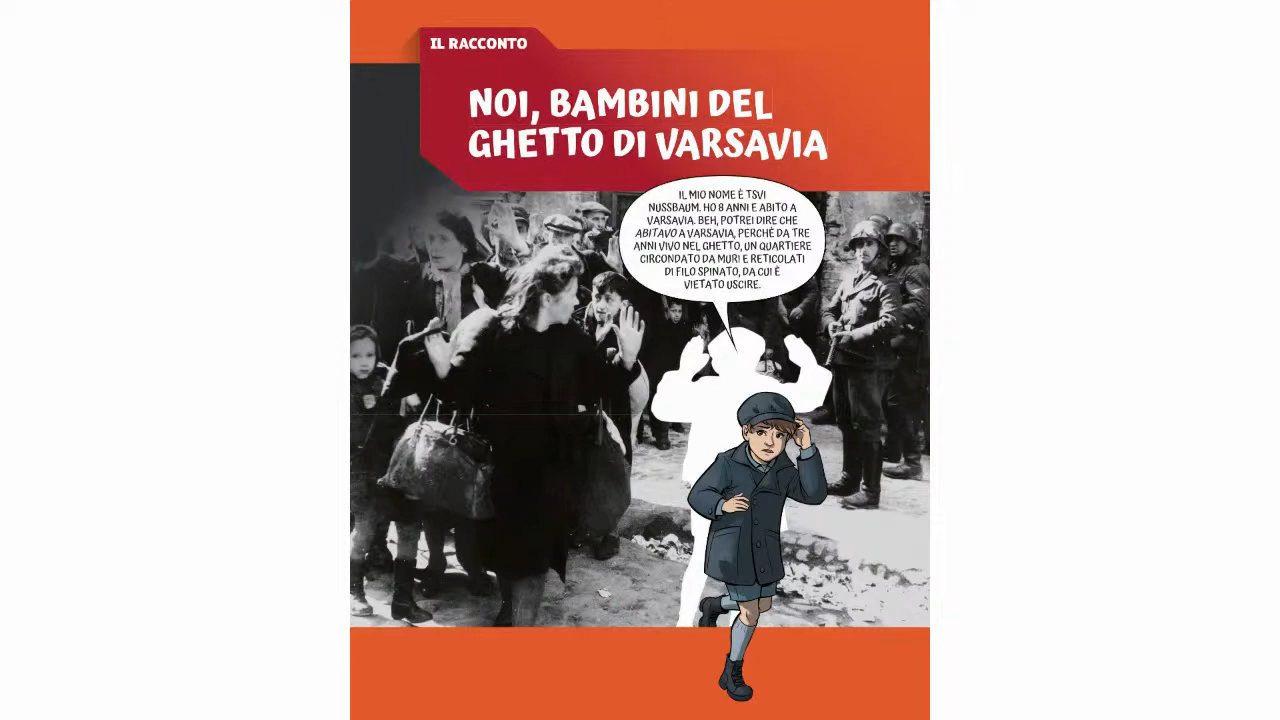 IL RACCONTO
NOI, BAMBINI DEL
GHETTO DI VARSAVIA
IL MIO NOME È TSVI
NUSSBAUM. HO 8 ANNI E ABITO A
VARSAVIA. BEH, POTREI DIRE CHE
ABITAVO A VARSAVIA, PERCHÉ DA TRE
ANNI VIVO NEL GHETTO, UN QUARTIERE
CIRCONDATO DA MURI E RETICOLATI
DI FILO SPINATO, DA CUI È
VIETATO USCIRE.